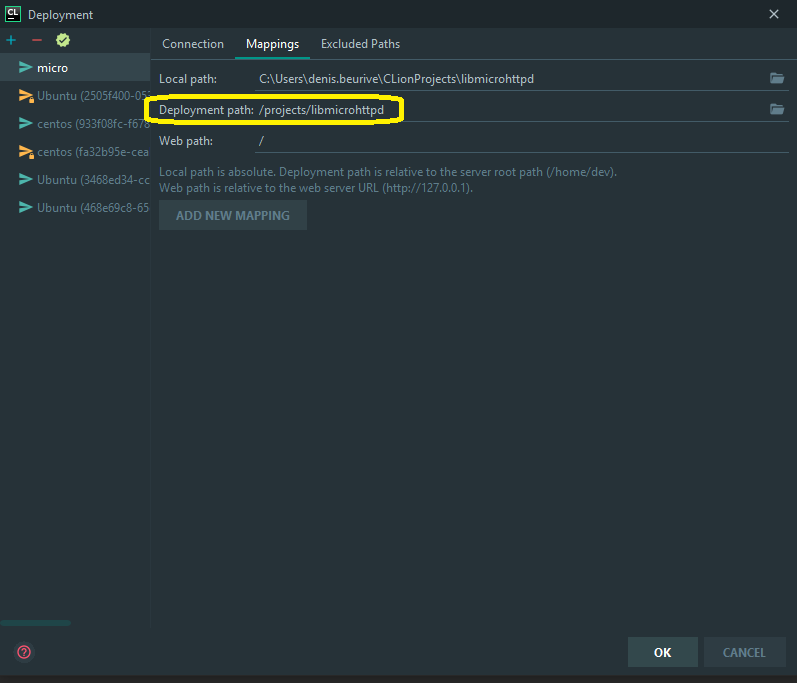 CL Deployment
Connection Mappings Excluded Paths
micro
Ubuntu (2505f400-05
centos (933f08fc-f678
centos (fa32b95e-cea
Ubuntu (3468ed34-cc
Ubuntu (468e69c8-65
Local path: C:\Users\denis.beurive\CLionProjects\libmicrohttpd
Deployment path: /projects/libmicrohttpd
Web path: /
Local path is absolute. Deployment path is relative to the server root path (/home/dev).
Web path is relative to the web server URL (http://127.0.0.1).
ADD NEW MAPPING
OK CANCEL